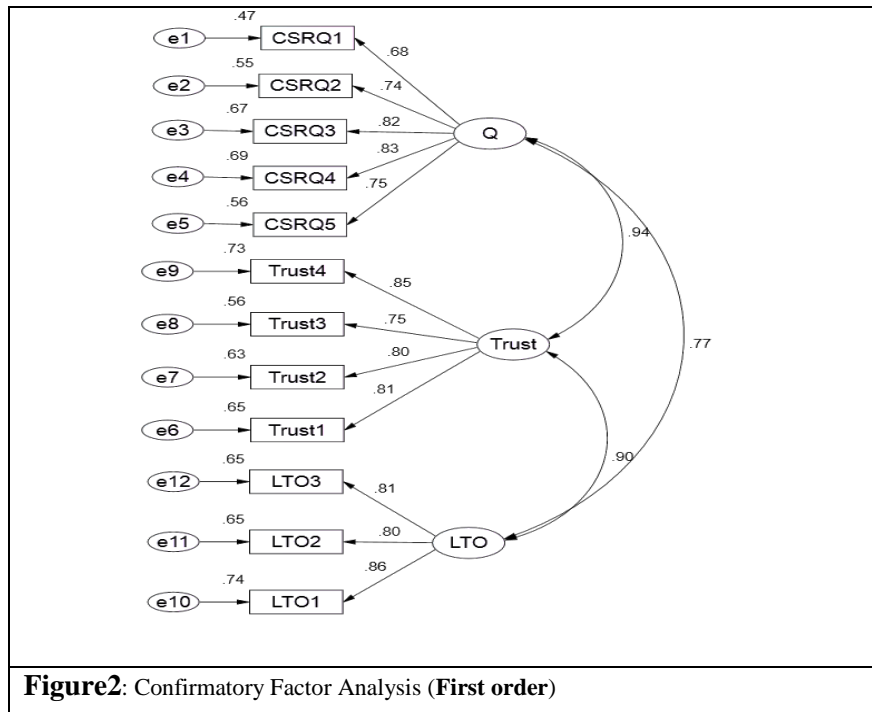 .47
e1 CSRQ1
.68
.55
e2 CSRQ2
.74
.67
e3 CSRQ3
.82
Q
.83
.69
e4 CSRQ4
.75
.56
e5 CSRQ5
.94
.73
e9 Trust4
.85
.56
e8 Trust3
.75
Trust
.77
.80
.63
e7 Trust2
.81
.65
e6 Trust1
.90
.65
e12 LTO3
.81
.65
e11 LTO2
.80
LTO
.86
.74
e10 LTO1
Figure2: Confirmatory Factor Analysis (First order)